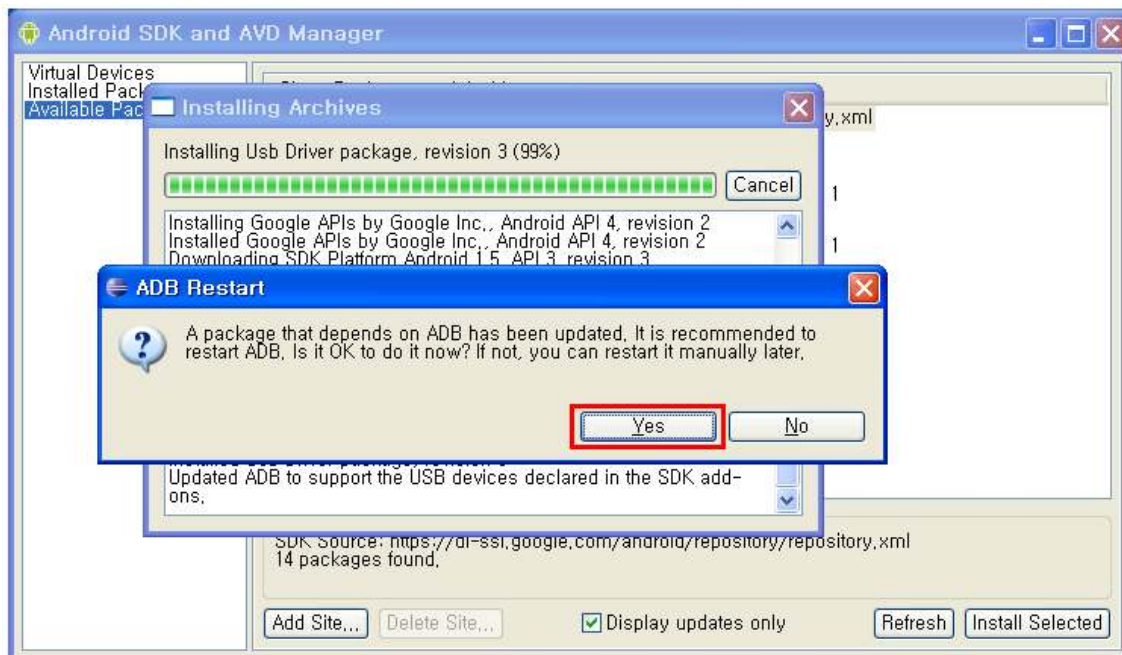 Android SDK and AVD Manager
Virtual Devices
Installed Pack
Available Pac
Installing Archives
y.xml
Installing Usb Driver package, revision 3 (99%)
Cancel
1
Installing Google APIs by Google Inc., Android API 4, revision 2
Installed Google APIs by Google Inc., Android API 4, revision 2
1
Downloading SDK Platform Android 1.5, API 3, revision 3
ADB Restart
A package that depends on ADB has been updated. It is recommended to
restart ADB. Is it OK to do it now? If not, you can restart it manually later.
Yes
No
Updated ADB to support the USB devices declared in the SDK add-
ons.
SDK Source: https://dl-ssl.google.com/android/repository/repository.xml
14 packages found.
Add Site...
Delete Site...
Display updates only
Refresh
Install Selected